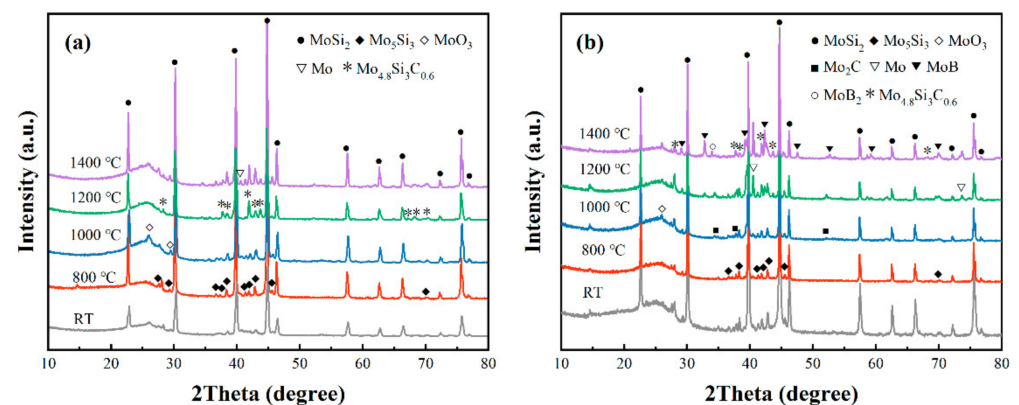 (a)
● MoSi₂ ◆ Mo₅Si₃ ◇ MoO₃
▽ Mo * Mo₄.₈Si₃C₀.₆
1400 ℃
1200 ℃
1000 ℃
800 ℃
RT
Intensity (a.u.)
10 20 30 40 50 60 70 80
2Theta (degree)
(b)
● MoSi₂ ◆ Mo₅Si₃ ◇ MoO₃
■ Mo₂C ▽ Mo ▼ MoB
○ MoB₂ * Mo₄.₈Si₃C₀.₆
1400 ℃
1200 ℃
1000 ℃
800 ℃
RT
Intensity (a.u.)
10 20 30 40 50 60 70 80
2Theta (degree)